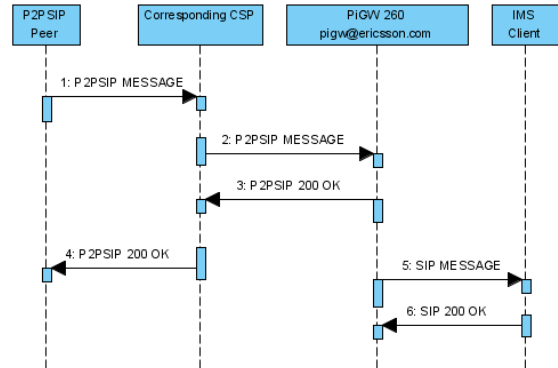 P2PSIP
Peer
Corresponding CSP
PiGW 260
pigw@ericsson.com
IMS
Client
1: P2PSIP MESSAGE
2: P2PSIP MESSAGE
3: P2PSIP 200 OK
4: P2PSIP 200 OK
5: SIP MESSAGE
6: SIP 200 OK